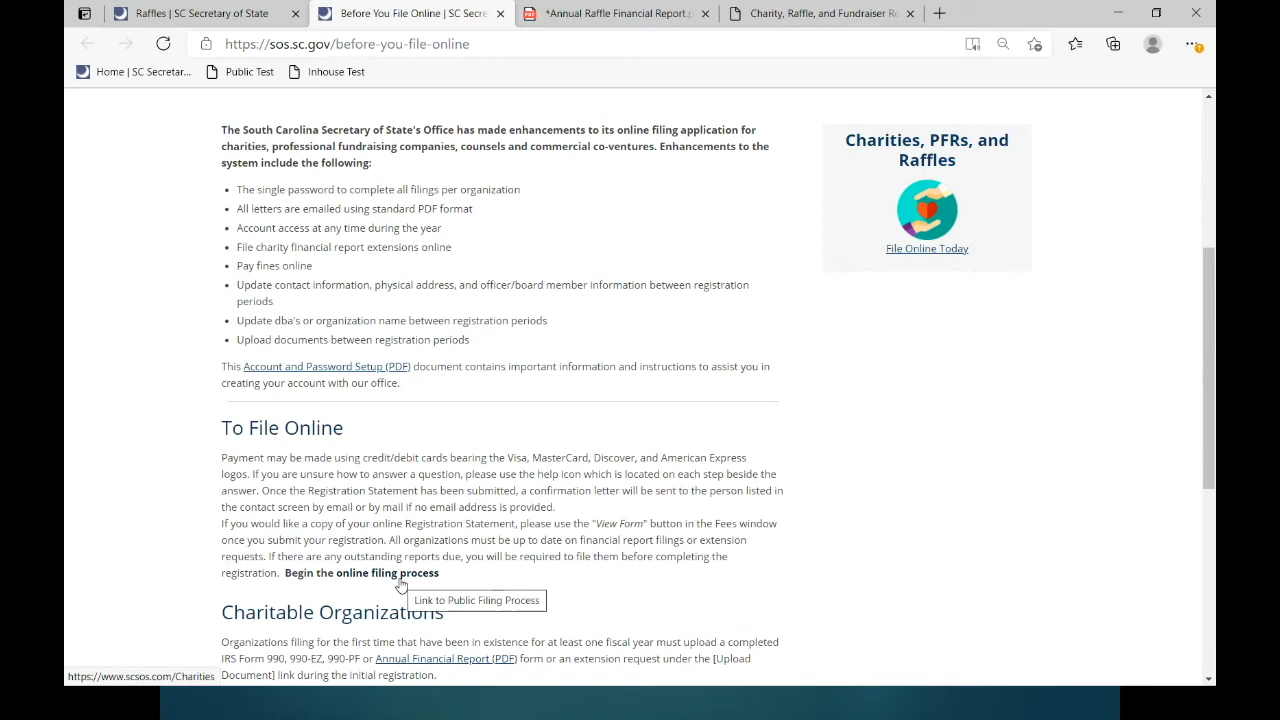 Raffles | SC Secretary of State
Before You File Online | SC Secre
*Annual Raffle Financial Report.p
Charity, Raffle, and Fundraiser Re
https://sos.sc.gov/before-you-file-online
Home | SC Secretar...
Public Test
Inhouse Test
The South Carolina Secretary of State's Office has made enhancements to its online filing application for
charities, professional fundraising companies, counsels and commercial co-ventures. Enhancements to the
system include the following:
• The single password to complete all filings per organization
• All letters are emailed using standard PDF format
• Account access at any time during the year
• File charity financial report extensions online
• Pay fines online
• Update contact information, physical address, and officer/board member information between registration
periods
• Update dba's or organization name between registration periods
• Upload documents between registration periods
This Account and Password Setup (PDF) document contains important information and instructions to assist you in
creating your account with our office.
Charities, PFRs, and
Raffles
File Online Today
To File Online
Payment may be made using credit/debit cards bearing the Visa, MasterCard, Discover, and American Express
logos. If you are unsure how to answer a question, please use the help icon which is located on each step beside the
answer. Once the Registration Statement has been submitted, a confirmation letter will be sent to the person listed in
the contact screen by email or by mail if no email address is provided.
If you would like a copy of your online Registration Statement, please use the "View Form" button in the Fees window
once you submit your registration. All organizations must be up to date on financial report filings or extension
requests. If there are any outstanding reports due, you will be required to file them before completing the
registration. Begin the online filing process
Link to Public Filing Process
Charitable Organizations
Organizations filing for the first time that have been in existence for at least one fiscal year must upload a completed
IRS Form 990, 990-EZ, 990-PF or Annual Financial Report (PDF) form or an extension request under the [Upload
Document] link during the initial registration.
https://www.scsos.com/Charities